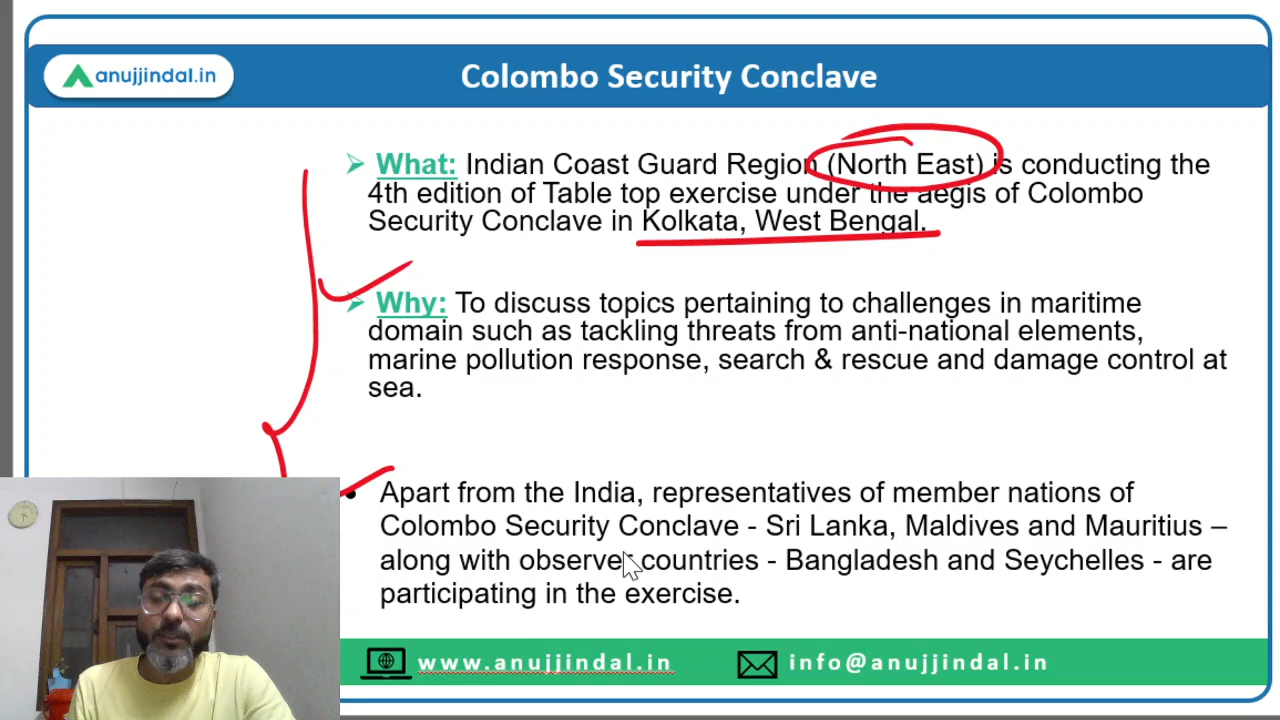 anujjindal.in
Colombo Security Conclave
What: Indian Coast Guard Region (North East) is conducting the
4th edition of Table top exercise under the aegis of Colombo
Security Conclave in Kolkata, West Bengal.
Why: To discuss topics pertaining to challenges in maritime
domain such as tackling threats from anti-national elements,
marine pollution response, search & rescue and damage control at
sea.
Apart from the India, representatives of member nations of
Colombo Security Conclave - Sri Lanka, Maldives and Mauritius –
along with observer countries - Bangladesh and Seychelles - are
participating in the exercise.
www.anujjindal.in
info@anujjindal.in